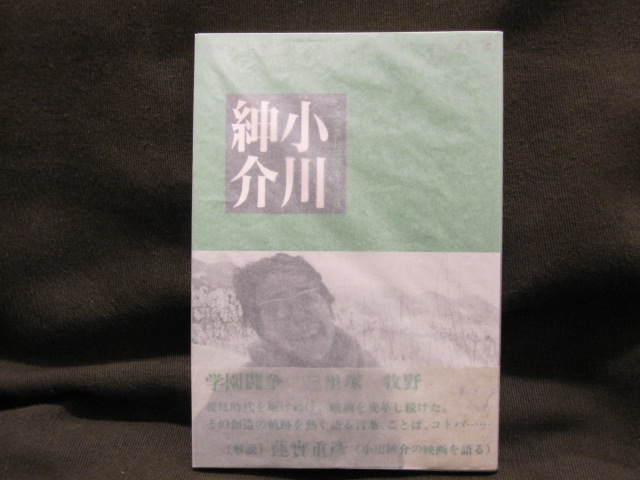 小川
紳介
学園闘争 三里塚 牧野
彼は時代を駆けぬけ、映画を変革し続けた。
その創造の軌跡を熱く語る言葉、ことば、コトバ……
〔解説〕蓮實重彦〈小川紳介の映画を語る〉